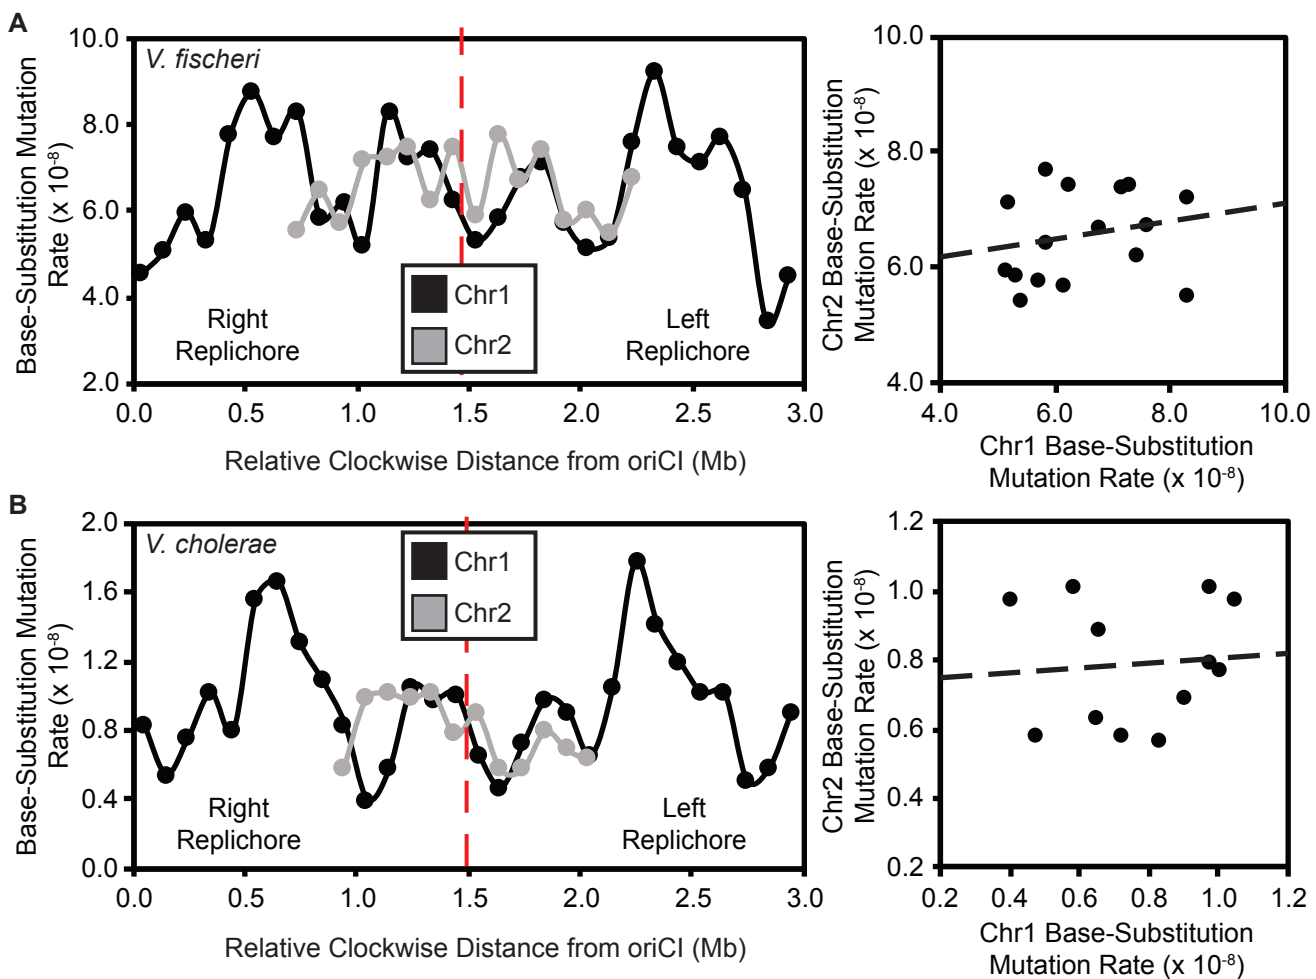 A
V. fischeri
Base-Substitution Mutation
Rate (x 10-8)
10.0
8.0
6.0
4.0
2.0
Right
Replichore
Chr1
Chr2
Left
Replichore
0.0 0.5 1.0 1.5 2.0 2.5 3.0
Relative Clockwise Distance from oriCI (Mb)
Chr2 Base-Substitution
Mutation Rate (x 10-8)
10.0
8.0
6.0
4.0
4.0 6.0 8.0 10.0
Chr1 Base-Substitution
Mutation Rate (x 10-8)
B
V. cholerae
Base-Substitution Mutation
Rate (x 10-8)
2.0
1.6
1.2
0.8
0.4
0.0
Chr1
Chr2
Right
Replichore
Left
Replichore
0.0 0.5 1.0 1.5 2.0 2.5 3.0
Relative Clockwise Distance from oriCI (Mb)
Chr2 Base-Substitution
Mutation Rate (x 10-8)
1.2
1.0
0.8
0.6
0.4
0.2
0.2 0.4 0.6 0.8 1.0 1.2
Chr1 Base-Substitution
Mutation Rate (x 10-8)